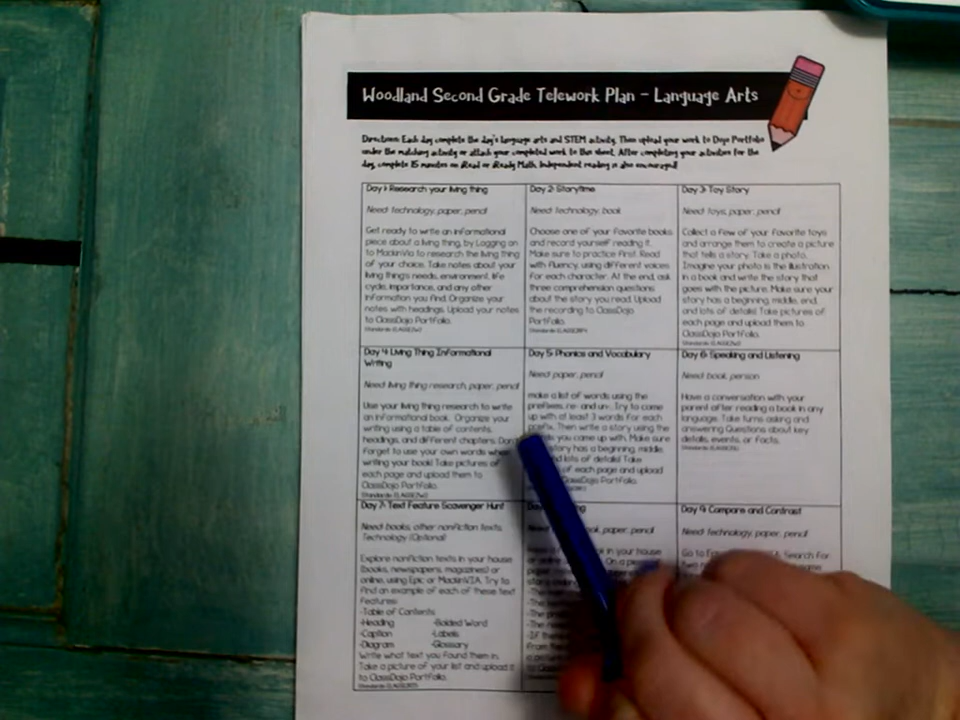 Woodland Second Grade Telework Plan - Language Arts
Directions: Each day complete the day's language arts and STEM activity. Then upload your work to Dojo Portfolio
under the matching activity or attach your completed work to this sheet. After completing your activities for the
day, complete 15 minutes on iRead or iReady Math. Independent reading is also encouraged!
Day 1: Research your living thing
Need: technology, paper, pencil
Get ready to write an informational
piece about a living thing, by Logging on
to MackinVia to research the living thing
of your choice. Take notes about your
living thing's needs, environment, life
cycle, importance, and any other
information you find. Organize your
notes with headings. Upload your notes
to ClassDojo Portfolio.
Day 2: Storytime
Need: technology, book
Choose one of your favorite books
and record yourself reading it.
Make sure to practice first. Read
with fluency, using different voices
for each character. At the end, ask
three comprehension questions
about the story you read. Upload
the recording to ClassDojo
Portfolio.
Day 3: Toy Story
Need: toys, paper, pencil
Collect a few of your favorite toys
and arrange them to create a picture
that tells a story. Take a photo.
Imagine your photo is the illustration
in a book and write the story that
goes with the picture. Make sure your
story has a beginning, middle, end,
and lots of details! Take pictures of
each page and upload them to
ClassDojo Portfolio.
Day 4: Living Thing Informational
Writing
Need: living thing research, paper, pencil
Use your living thing research to write
an informational book. Organize your
writing using a table of contents,
headings, and different chapters. Don't
forget to use your own words when
writing your book! Take pictures of
each page and upload them to
ClassDojo Portfolio.
Day 5: Phonics and Vocabulary
Need: paper, pencil
make a list of words using the
prefixes, re- and un-. Try to come
up with at least 3 words for each
prefix. Then write a story using the
you came up with. Make sure
story has a beginning, middle,
and lots of details! Take
of each page and upload
ClassDojo Portfolio.
Day 6: Speaking and Listening
Need: book, person
Have a conversation with your
parent after reading a book in any
language. Take turns asking and
answering Questions about key
details, events, or facts.
Day 7: Text Feature Scavenger Hunt
Need: books, other nonfiction texts,
Technology (Optional)
Explore nonfiction texts in your house
(books, newspapers, magazines) or
online, using Epic or MackinVIA. Try to
find an example of each of these text
features:
-Table of Contents
-Heading -Bolded Word
-Caption -Labels
-Diagram -Glossary
Write what text you found them in.
Take a picture of your list and upload it
to ClassDojo Portfolio.
book, paper, pencil
book in your house
Day 9: Compare and Contrast
Need: technology, paper, pencil
Go to
Search for